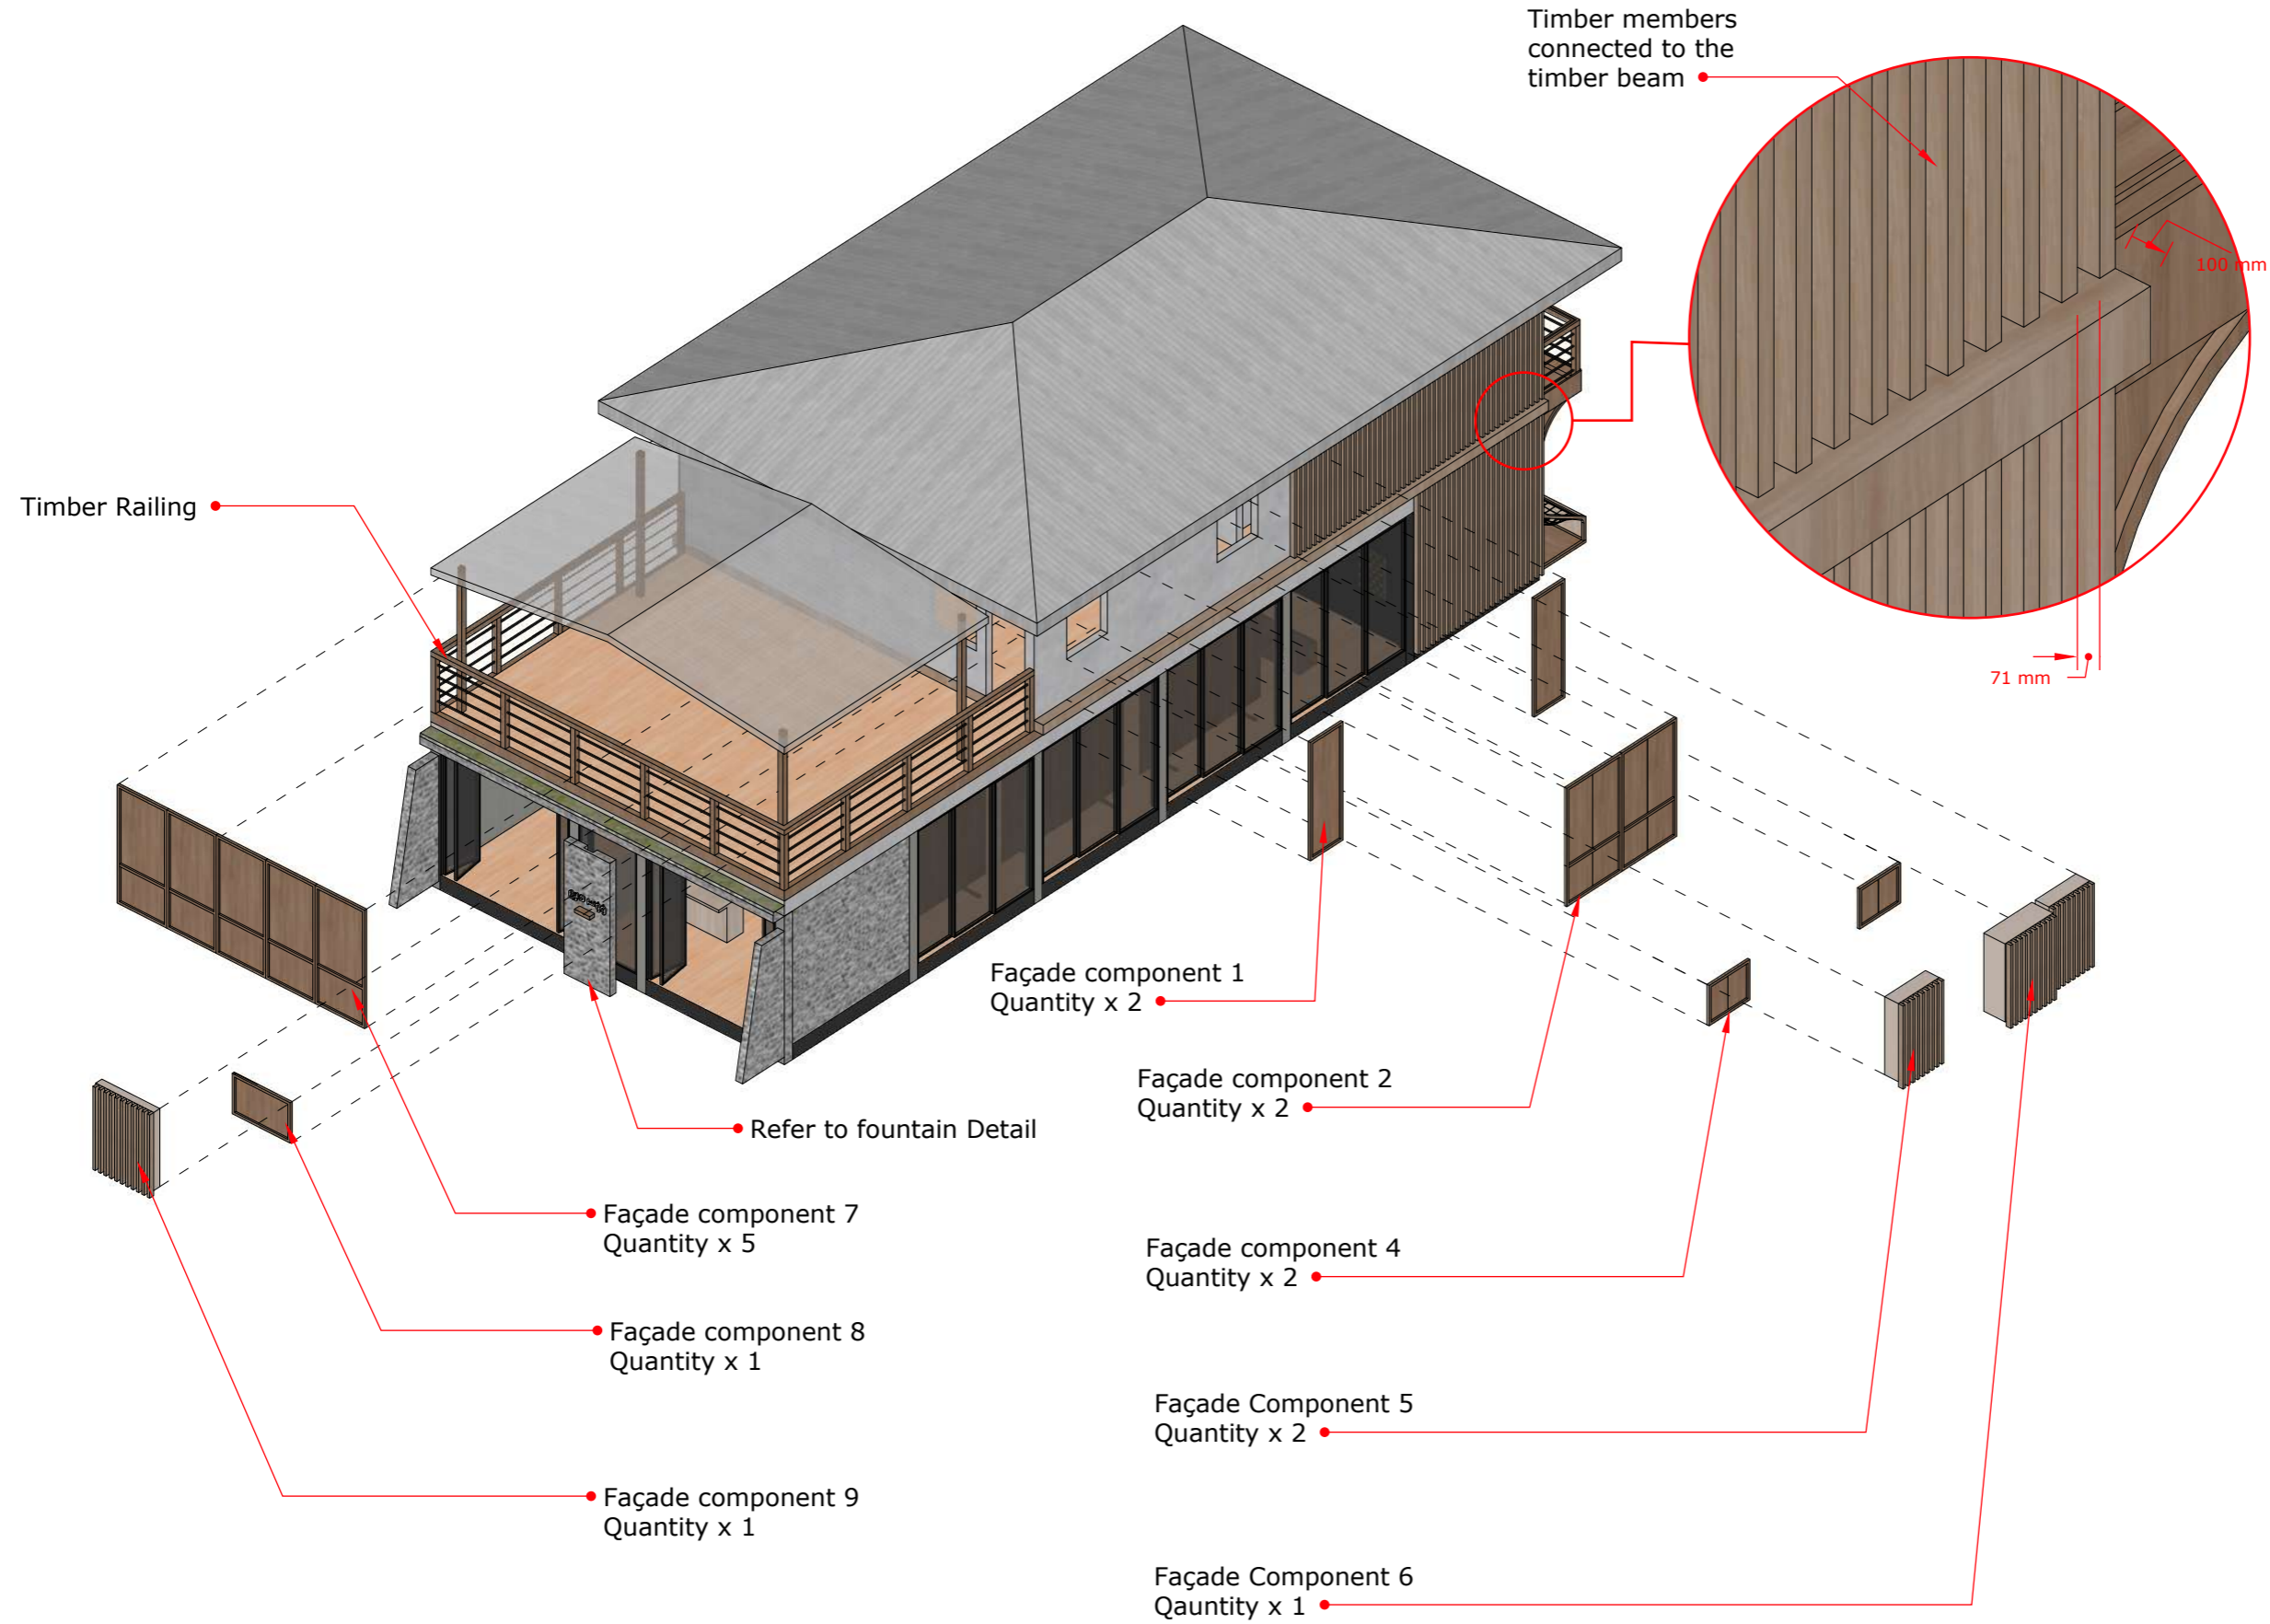 Timber members
connected to the
timber beam
100 mm
71 mm
Timber Railing
Façade component 1
Quantity x 2
Façade component 2
Quantity x 2
Refer to fountain Detail
Façade component 7
Quantity x 5
Façade component 4
Quantity x 2
Façade component 8
Quantity x 1
Façade Component 5
Quantity x 2
Façade component 9
Quantity x 1
Façade Component 6
Qauntity x 1